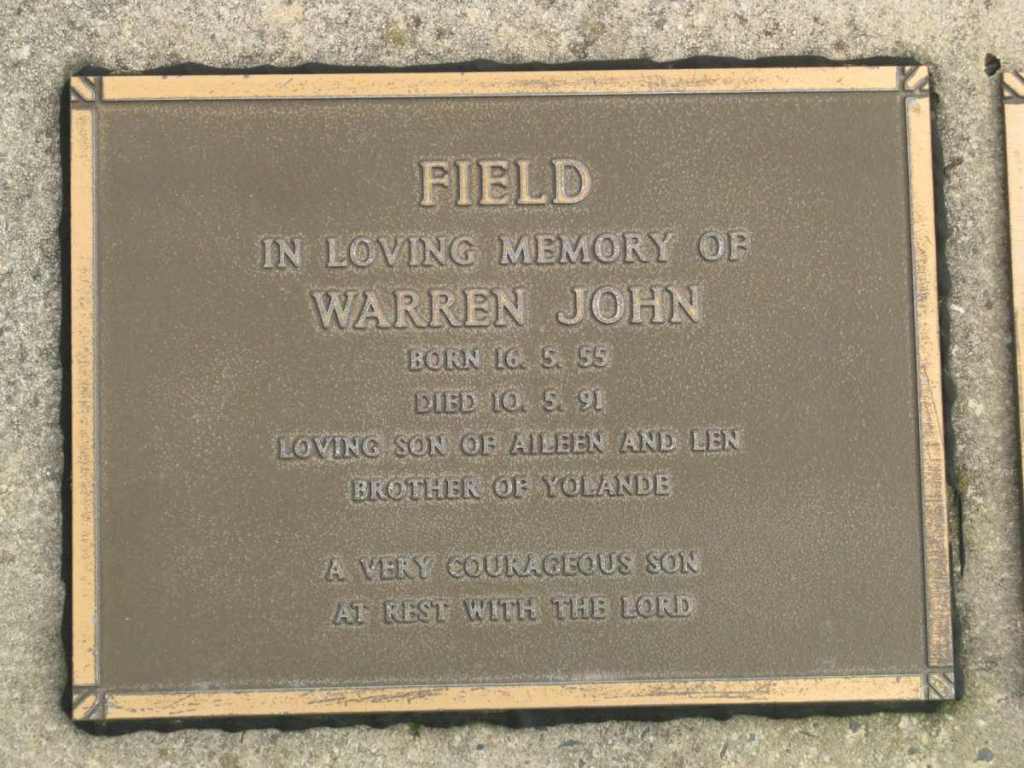 FIELD
IN LOVING MEMORY OF
WARREN JOHN
BORN 16. 5. 55
DIED 10. 5. 91
LOVING SON OF AILEEN AND LEN
BROTHER OF YOLANDE
A VERY COURAGEOUS SON
AT REST WITH THE LORD